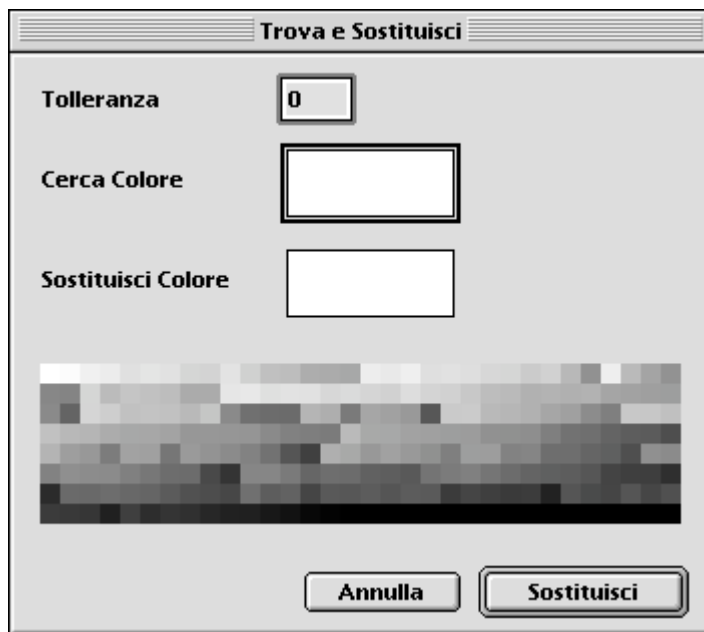 Trova e Sostituisci
Tolleranza
0
Cerca Colore
Sostituisci Colore
Annulla
Sostituisci